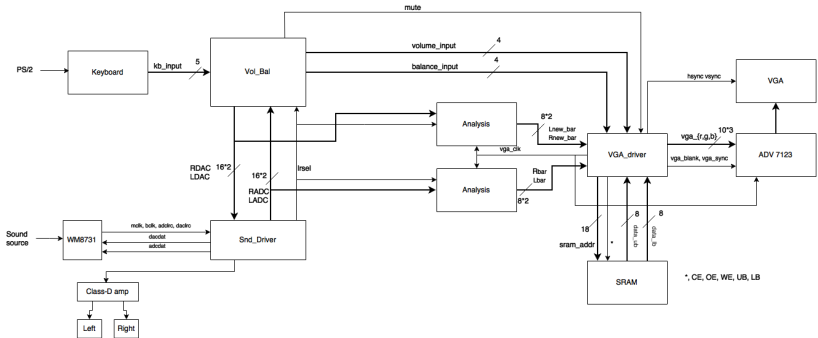 mute
volume_input
4
balance_input
4
PS/2
Keyboard
kb_input
5
Vol_Bal
hsync vsync
VGA
Analysis
8*2
Lnew_bar
Rnew_bar
vga_clk
VGA_driver
vga_{r,g,b}
10*3
vga_blank, vga_sync
ADV 7123
RDAC
LDAC
16*2
16*2
RADC
LADC
lrsel
Analysis
Rbar
Lbar
8*2
Sound
source
WM8731
mclk, bclk, adclrc, daclrc
dacdat
adcdat
Snd_Driver
18
sram_addr
*
8
data_ub
8
data_lb
SRAM
*, CE, OE, WE, UB, LB
Class-D amp
Left
Right